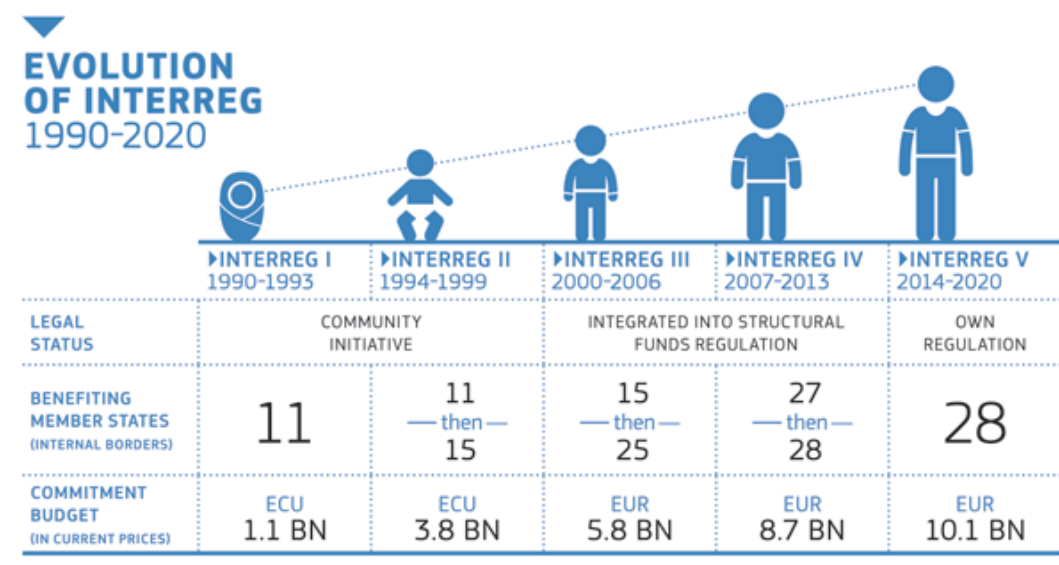 EVOLUTION
OF INTERREG
1990-2020
INTERREG I
1990-1993
INTERREG II
1994-1999
INTERREG III
2000-2006
INTERREG IV
2007-2013
INTERREG V
2014-2020
LEGAL
STATUS
COMMUNITY
INITIATIVE
INTEGRATED INTO STRUCTURAL
FUNDS REGULATION
OWN
REGULATION
BENEFITING
MEMBER STATES
(INTERNAL BORDERS)
11
11
then
15
15
then
25
27
then
28
28
COMMITMENT
BUDGET
(IN CURRENT PRICES)
ECU
1.1 BN
ECU
3.8 BN
EUR
5.8 BN
EUR
8.7 BN
EUR
10.1 BN